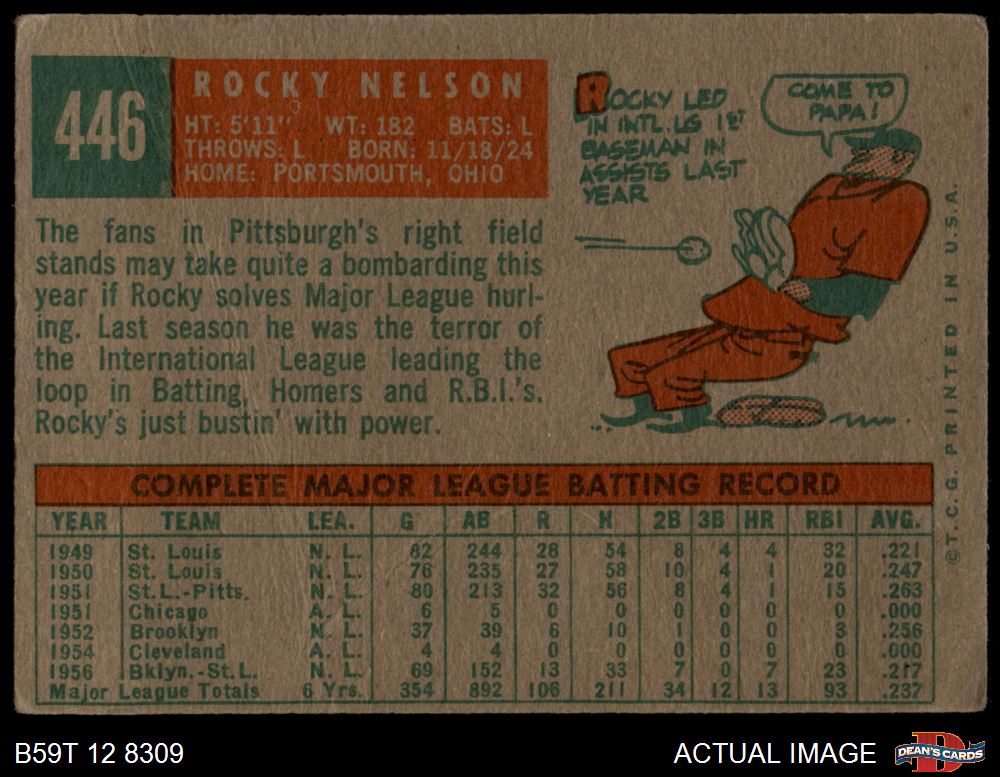 446
ROCKY NELSON
HT: 5'11" WT: 182 BATS: L
THROWS: L BORN: 11/18/24
HOME: PORTSMOUTH, OHIO
ROCKY LED
IN INTL. LG 1ST
BASEMAN IN
ASSISTS LAST
YEAR
COME TO
PAPA!
The fans in Pittsburgh's right field
stands may take quite a bombarding this
year if Rocky solves Major League hurl-
ing. Last season he was the terror of
the International League leading the
loop in Batting, Homers and R.B.I.'s.
Rocky's just bustin' with power.
COMPLETE MAJOR LEAGUE BATTING RECORD
YEAR TEAM LEA. G AB R H 2B 3B HR RBI AVG.
1949 St. Louis N. L. 82 244 28 54 8 4 4 32 .221
1950 St. Louis N. L. 76 235 27 58 10 4 1 20 .247
1951 St.L.-Pitts. N. L. 80 213 32 56 8 4 1 15 .263
1951 Chicago A. L. 6 5 0 0 0 0 0 0 .000
1952 Brooklyn N. L. 37 39 6 10 1 0 0 3 .256
1954 Cleveland A. L. 4 4 0 0 0 0 0 0 .000
1956 Bklyn.-St.L. N. L. 69 152 13 33 7 0 7 23 .217
Major League Totals 6 Yrs. 354 892 106 211 34 12 13 93 .237
©T.C.G. PRINTED IN U.S.A.
B59T 12 8309
ACTUAL IMAGE
D
DEAN'S CARDS